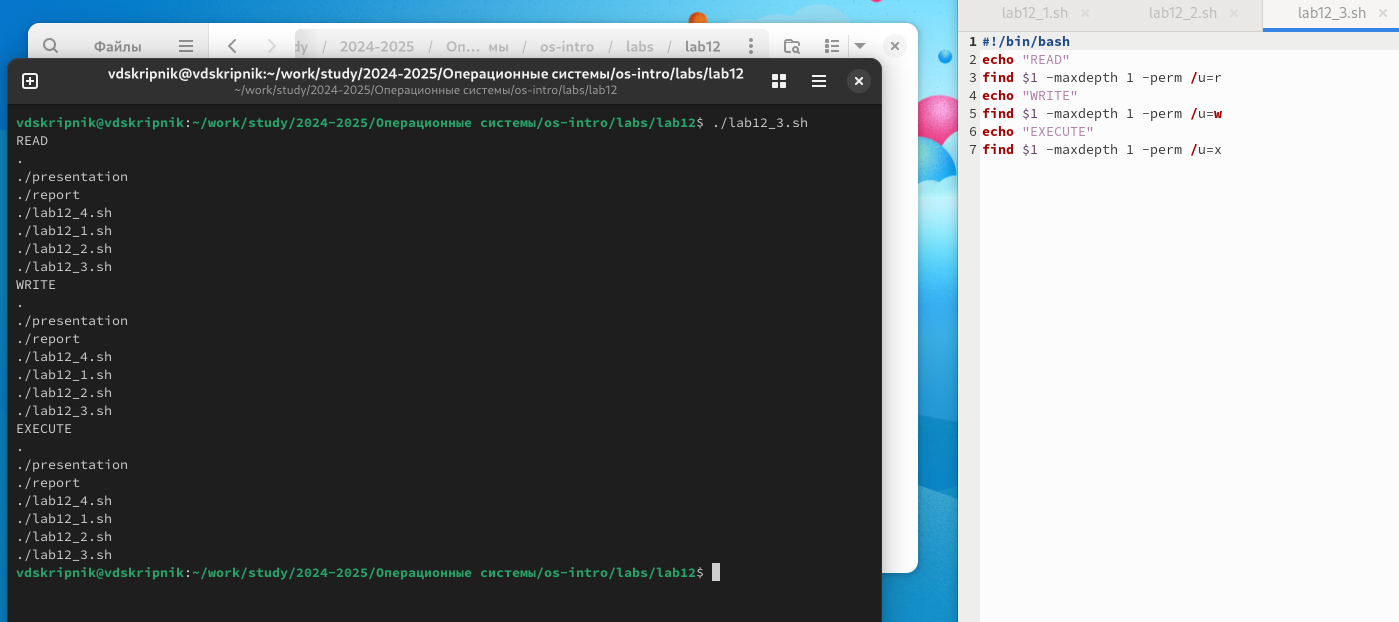 Файлы
dy / 2024-2025 / Оп... мы / os-intro / labs / lab12
vdskripnik@vdskripnik:~/work/study/2024-2025/Операционные системы/os-intro/labs/lab12
~/work/study/2024-2025/Операционные системы/os-intro/labs/lab12
vdskripnik@vdskripnik:~/work/study/2024-2025/Операционные системы/os-intro/labs/lab12$ ./lab12_3.sh
READ
.
./presentation
./report
./lab12_4.sh
./lab12_1.sh
./lab12_2.sh
./lab12_3.sh
WRITE
.
./presentation
./report
./lab12_4.sh
./lab12_1.sh
./lab12_2.sh
./lab12_3.sh
EXECUTE
.
./presentation
./report
./lab12_4.sh
./lab12_1.sh
./lab12_2.sh
./lab12_3.sh
vdskripnik@vdskripnik:~/work/study/2024-2025/Операционные системы/os-intro/labs/lab12$
lab12_1.sh lab12_2.sh lab12_3.sh
1 #!/bin/bash
2 echo "READ"
3 find $1 -maxdepth 1 -perm /u=r
4 echo "WRITE"
5 find $1 -maxdepth 1 -perm /u=w
6 echo "EXECUTE"
7 find $1 -maxdepth 1 -perm /u=x